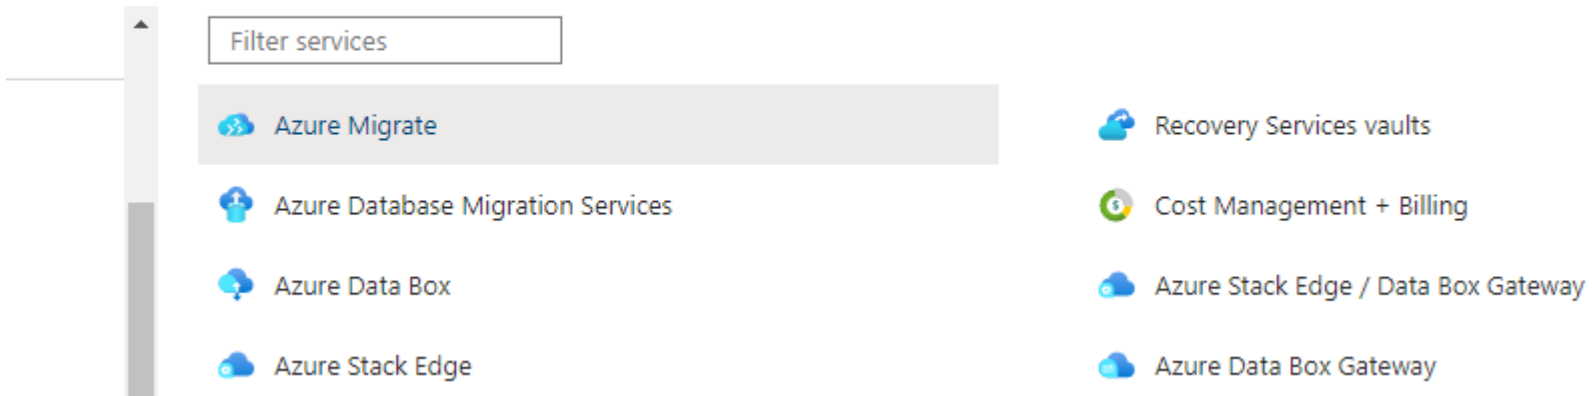 Filter services
Azure Migrate
Recovery Services vaults
Azure Database Migration Services
Cost Management + Billing
Azure Data Box
Azure Stack Edge / Data Box Gateway
Azure Stack Edge
Azure Data Box Gateway